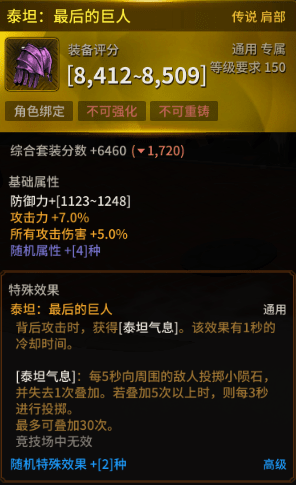 泰坦：最后的巨人
传说 肩部
装备评分
通用 专属
[8,412~8,509]
等级要求 150
角色绑定 不可强化 不可重铸
综合套装分数 +6460 (▼1,720)
基础属性
防御力+[1123~1248]
攻击力 +7.0%
所有攻击伤害 +5.0%
随机属性 +[4]种
特殊效果
泰坦：最后的巨人
通用
背后攻击时，获得[泰坦气息]。该效果有1秒的
冷却时间。
[泰坦气息]：每5秒向周围的敌人投掷小陨石，
并失去1次叠加。若叠加5次以上时，则每3秒
进行投掷。
最多可叠加30次。
竞技场中无效
随机特殊效果 +[2]种
高级